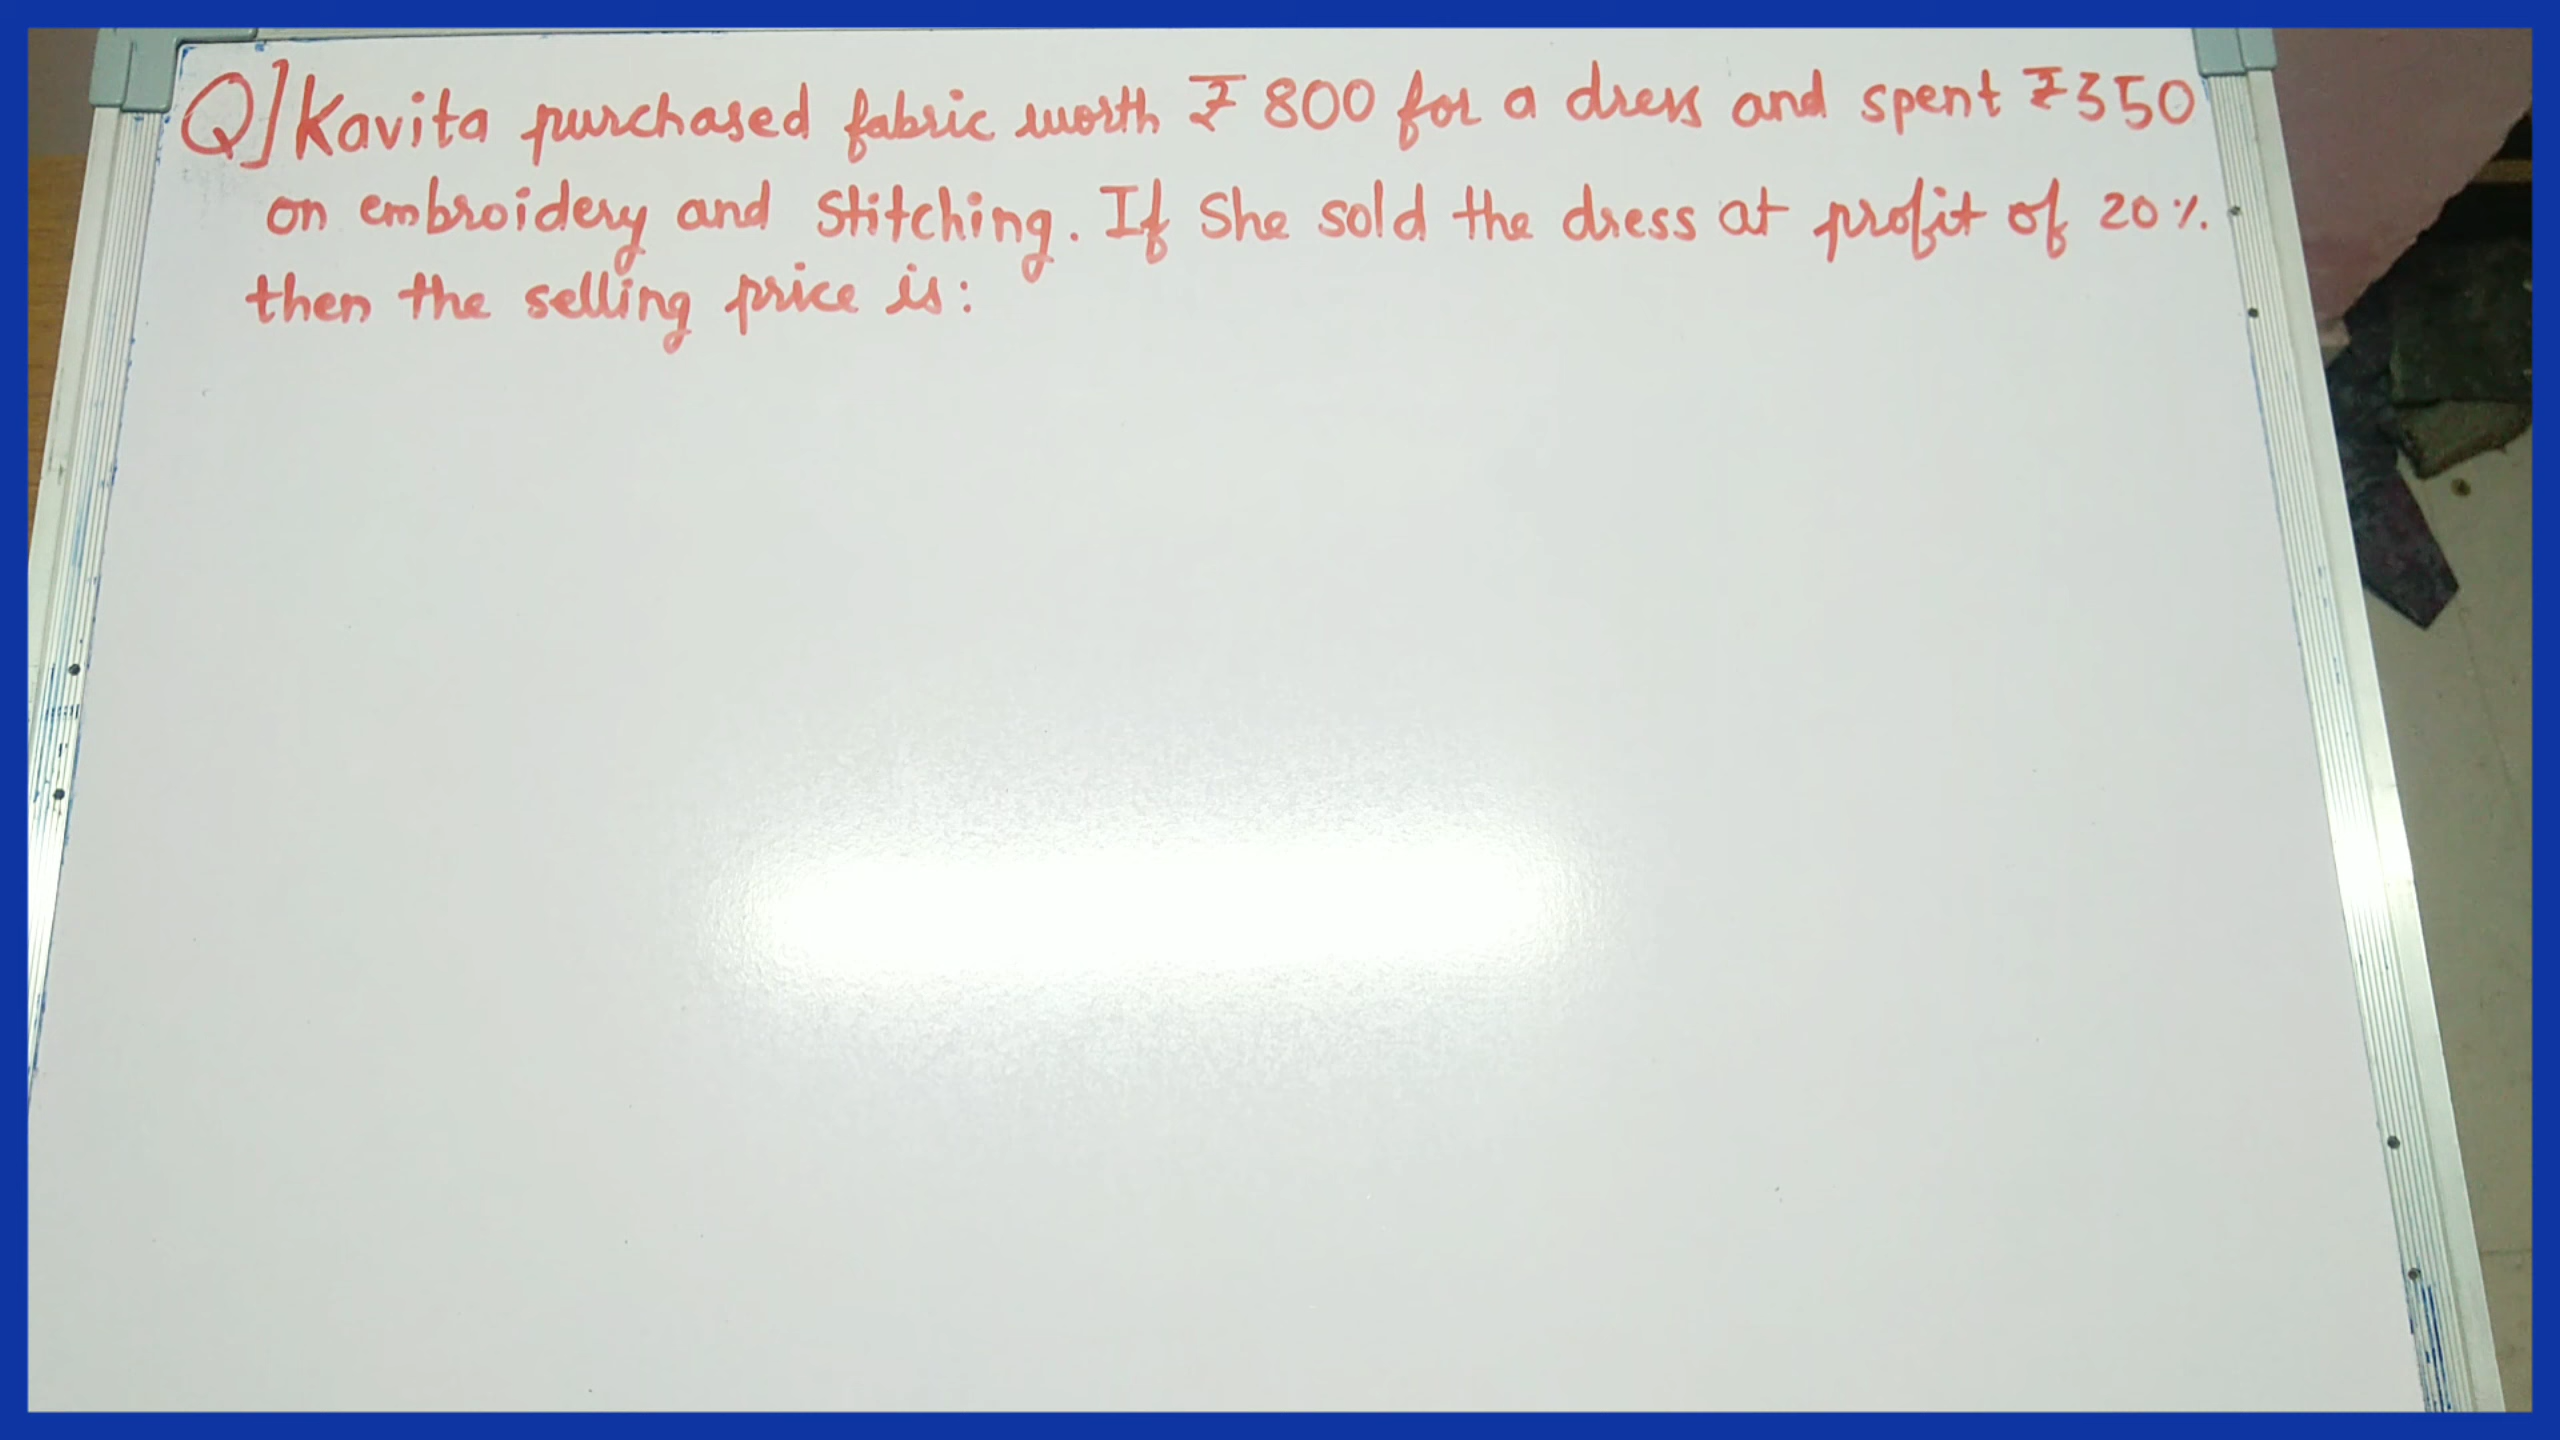 Q] Kavita purchased fabric worth ₹ 800 for a dress and spent ₹350
on embroidery and stitching. If She sold the dress at profit of 20%
then the selling price is: